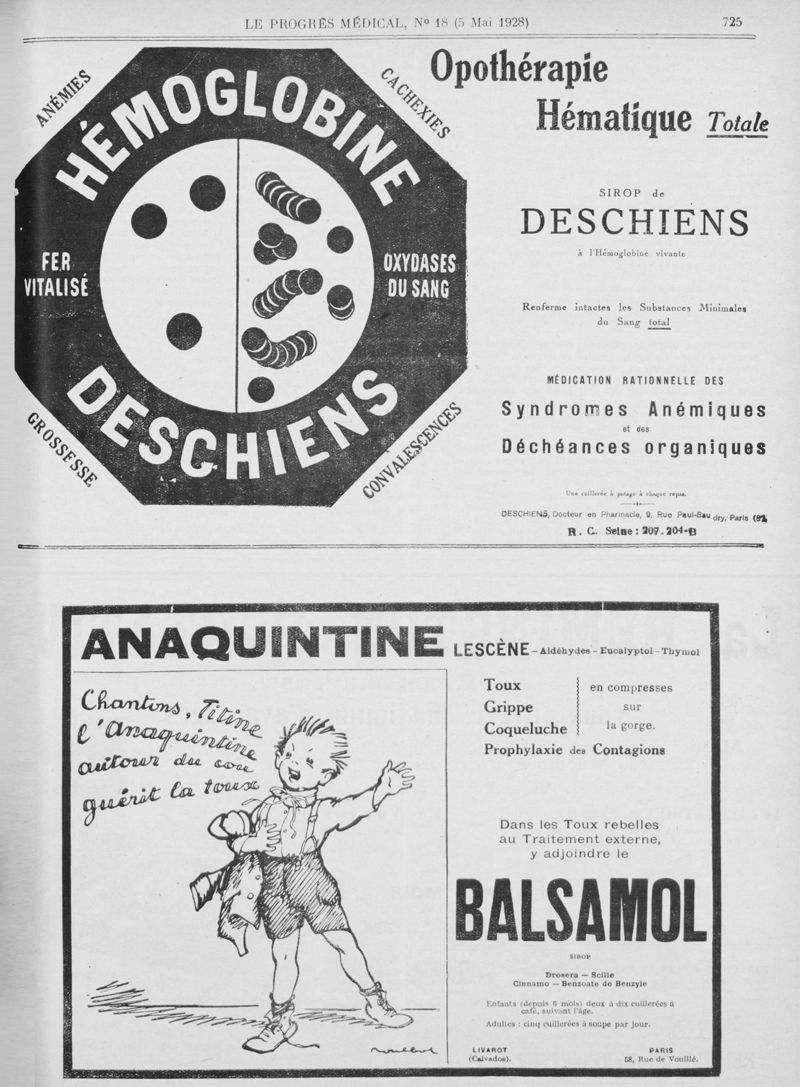 LE PROGRÈS MÉDICAL, Nº 18 (5 Mai 1928)
725
ANÉMIES
CACHEXIES
HÉMOGLOBINE
FER
VITALISÉ
OXYDASES
DU SANG
DESCHIENS
GROSSESSE
CONVALESCENCES
Opothérapie
Hématique Totale
SIROP de
DESCHIENS
à l'Hémoglobine vivante
Renferme intactes les Substances Minimales
du Sang total
MÉDICATION RATIONNELLE DES
Syndromes Anémiques
et des
Déchéances organiques
Une cuillerée à potage à chaque repas.
DESCHIENS, Docteur en Pharmacie, 9, Rue Paul-Baudry, Paris (8
R. C. Seine : 207.204-B
ANAQUINTINE LESCÈNE – Aldéhydes – Eucalyptol – Thymol
Chantons, Titine
l'Anaquintine
autour du cou
guérit la toux
Toux
Grippe
Coqueluche
en compresses
sur
la gorge.
Prophylaxie des Contagions
Dans les Toux rebelles
au Traitement externe,
y adjoindre le
BALSAMOL
SIROP
Drosera — Scille
Cinnamo — Benzoate de Benzyle
Enfants (depuis 6 mois) deux à dix cuillerées à
café, suivant l'âge.
Adultes : cinq cuillerées à soupe par jour.
LIVAROT
(Calvados).
PARIS
58, Rue de Vouillé.